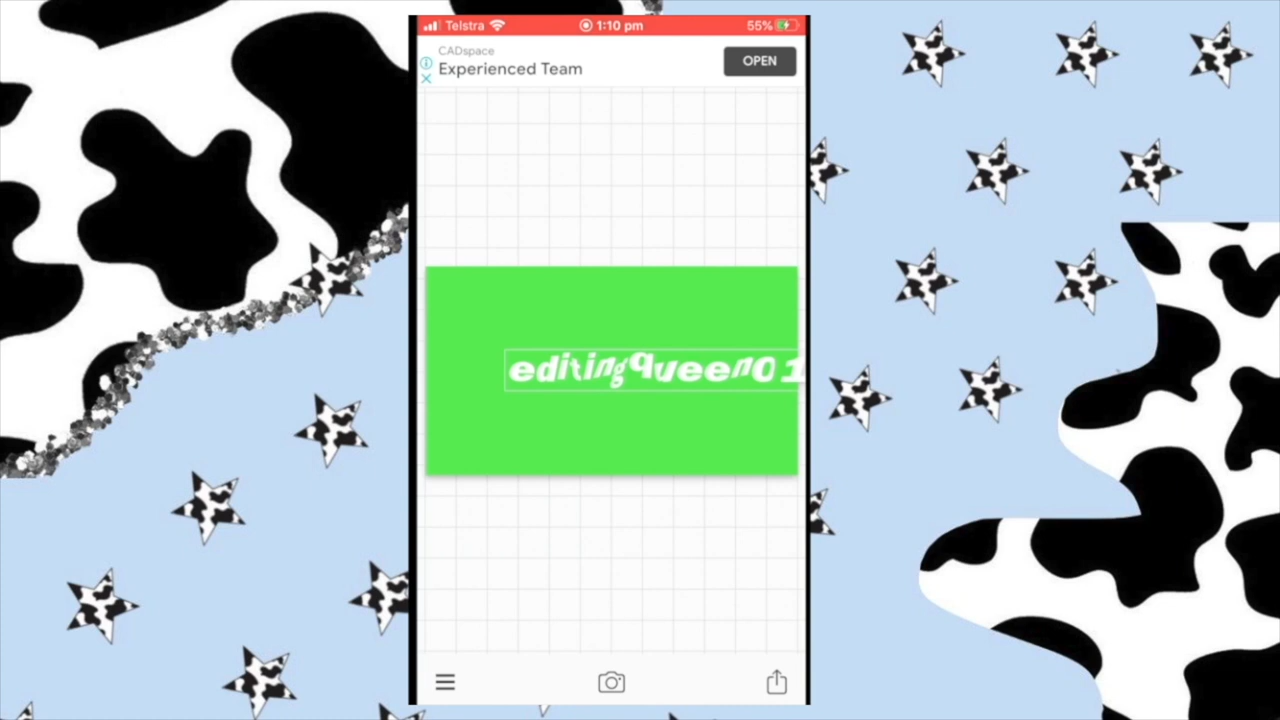 Telstra 1:10 pm 55%
CADspace
Experienced Team
OPEN
editingqueen01